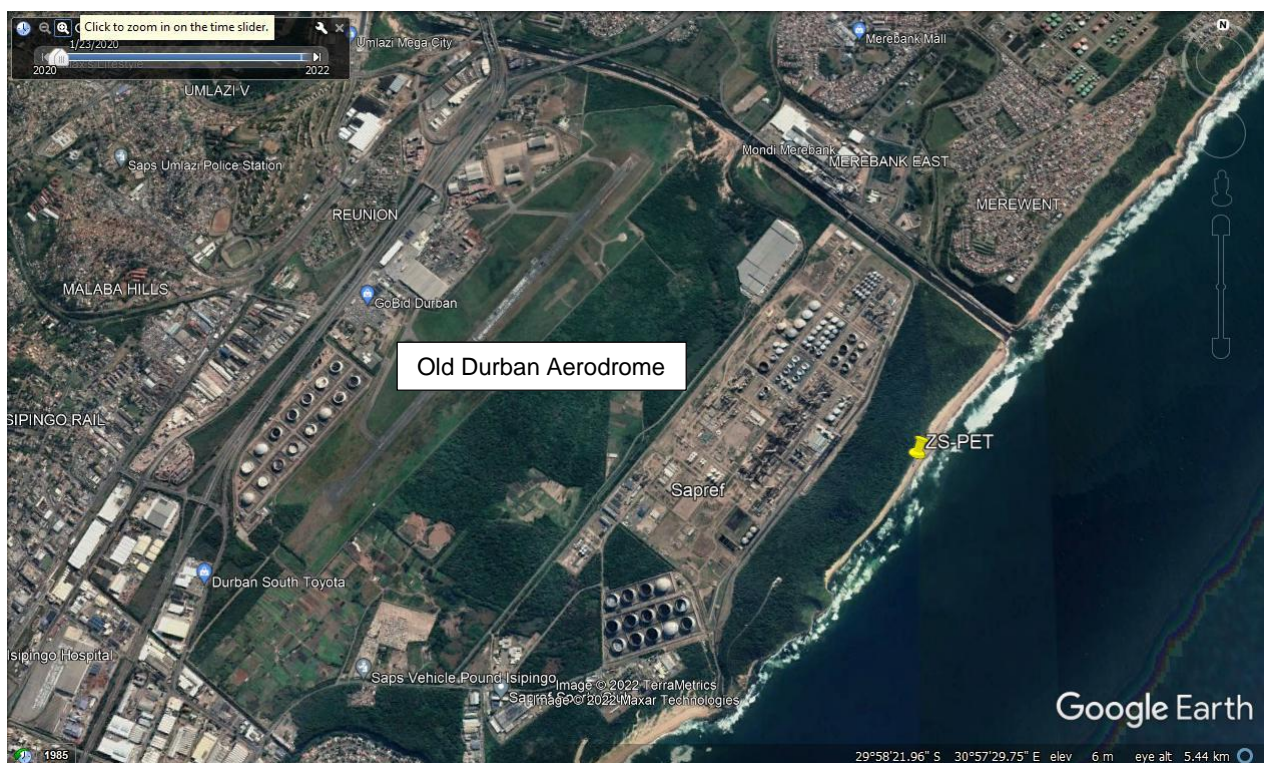 Click to zoom in on the time slider.
1/23/2020
2020
2022
N
Umlazi Mega City
Merebank Mall
UMLAZI V
Saps Umlazi Police Station
Mondi Merebank
MEREBANK EAST
REUNION
MEREWENT
MALABA HILLS
GoBid Durban
Old Durban Aerodrome
SIPINGO RAIL
ZS-PET
Sapref
Durban South Toyota
Isipingo Hospital
Saps Vehicle Pound Isipingo
Image © 2022 TerraMetrics
Image © 2022 Maxar Technologies
Google Earth
1985
29°58'21.96" S 30°57'29.75" E elev 6 m eye alt 5.44 km